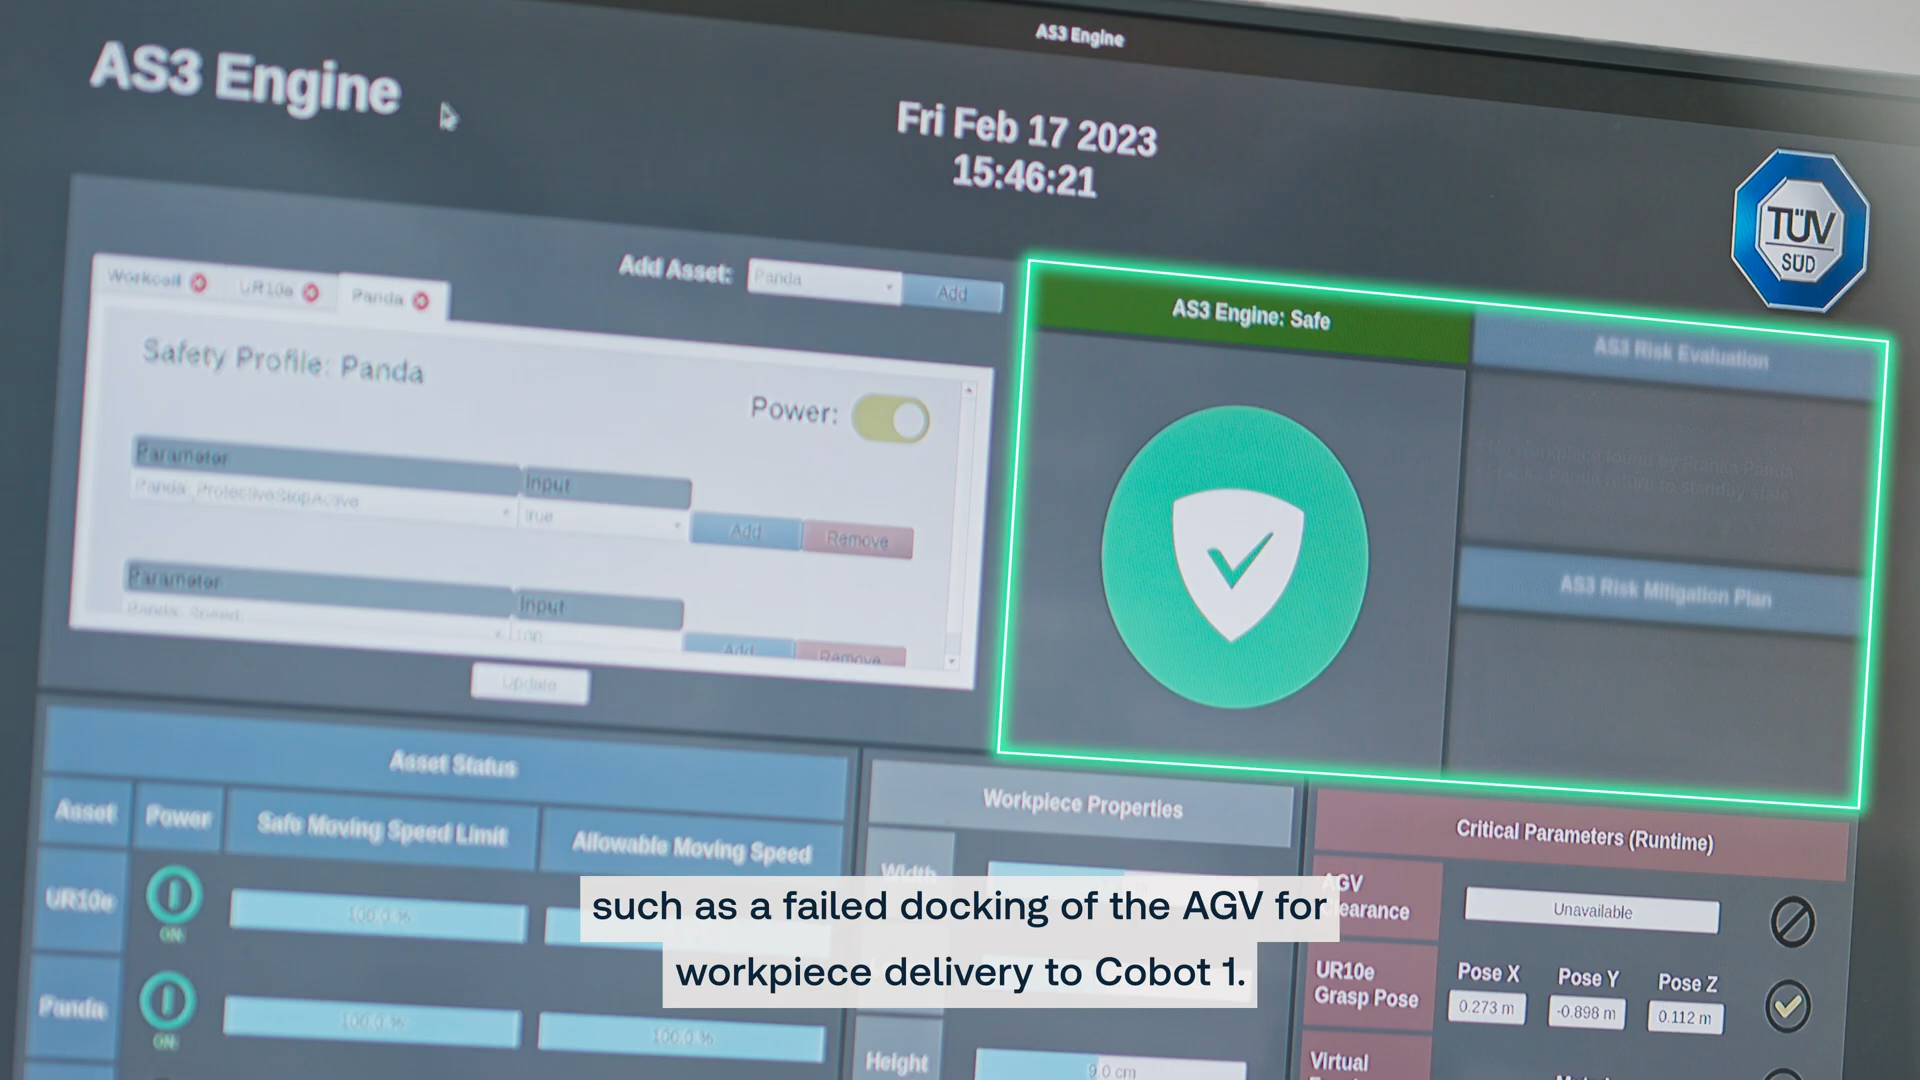 AS3 Engine
AS3 Engine
Fri Feb 17 2023
15:46:21
TÜV
SÜD
Add Asset: Panda Add
Workcell UR10e Panda
Safety Profile: Panda
Power:
Parameter Input
Panda: ProtectiveStopActive true Add Remove
Parameter Input
Panda: Speed: Add Remove
Update
AS3 Engine: Safe
AS3 Risk Evaluation
AS3 Risk Mitigation Plan
Asset Status
Asset Power Safe Moving Speed Limit Allowable Moving Speed
UR10e ON 100.0 %
Panda ON 100.0 % 100.0 %
Workpiece Properties
Width
Height 9.0 cm
Critical Parameters (Runtime)
AGV
Unavailable
UR10e
Grasp Pose
Pose X Pose Y Pose Z
0.273 m -0.898 m 0.112 m
Virtual
such as a failed docking of the AGV for
workpiece delivery to Cobot 1.